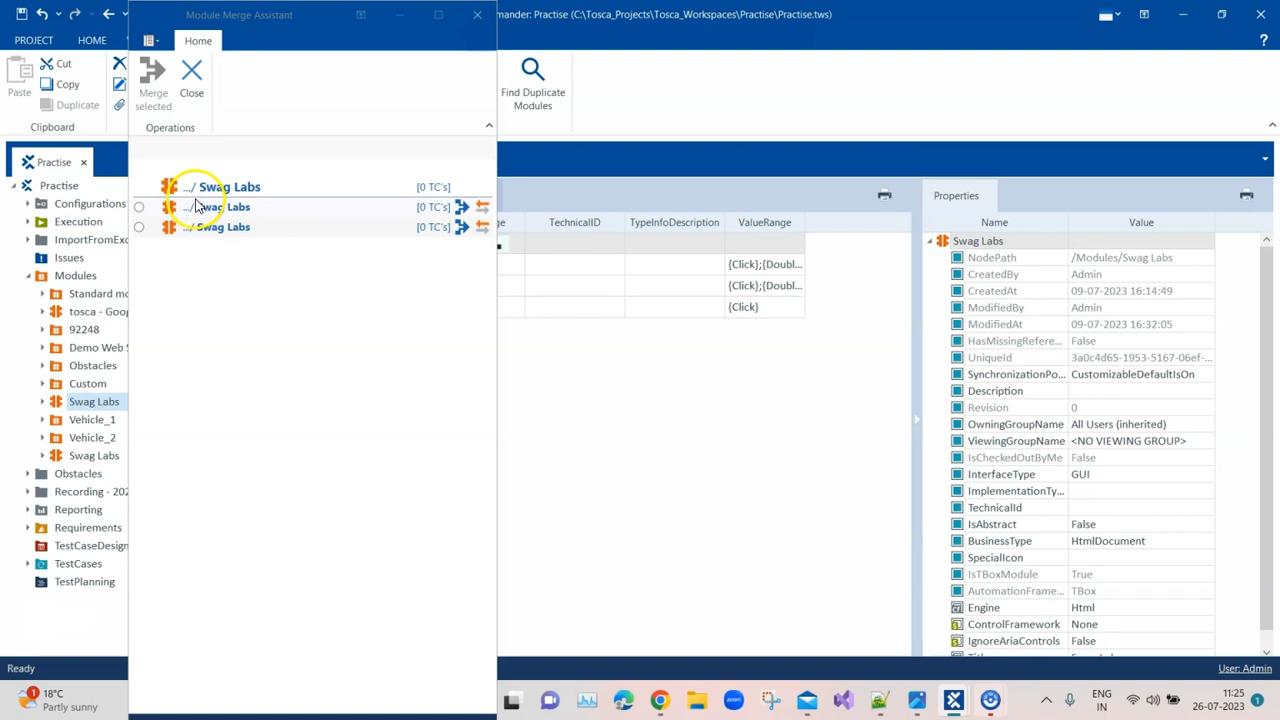 Module Merge Assistant
mander: Practise (C:\Tosca_Projects\Tosca_Workspaces\Practise\Practise.tws)
PROJECT HOME
Home
Paste
Cut
Copy
Duplicate
Clipboard
Merge selected
Close
Operations
Find Duplicate Modules
Practise
Practise
Configurations
Execution
ImportFromExc
Issues
Modules
Standard mo
tosca - Goog
92248
Demo Web S
Obstacles
Custom
Swag Labs
Vehicle_1
Vehicle_2
Swag Labs
Obstacles
Recording - 202
Reporting
Requirements
TestCaseDesign
TestCases
TestPlanning
.../ Swag Labs [0 TC's]
.../ Swag Labs [0 TC's]
.../ Swag Labs [0 TC's]
ge TechnicalID TypeInfoDescription ValueRange
{Click};{Doubl...
{Click};{Doubl...
{Click}
Properties
Name Value
Swag Labs
NodePath /Modules/Swag Labs
CreatedBy Admin
CreatedAt 09-07-2023 16:14:49
ModifiedBy Admin
ModifiedAt 09-07-2023 16:32:05
HasMissingRefere... False
UniqueId 3a0c4d65-1953-5167-06ef-...
SynchronizationPo... CustomizableDefaultIsOn
Description
Revision 0
OwningGroupName All Users (inherited)
ViewingGroupName <NO VIEWING GROUP>
IsCheckedOutByMe False
InterfaceType GUI
ImplementationTy...
TechnicalId
IsAbstract False
BusinessType HtmlDocument
SpecialIcon
IsTBoxModule True
AutomationFrame... TBox
Engine Html
ControlFramework None
IgnoreAriaControls False
Ready
User: Admin
1
18°C
Partly sunny
ENG
IN
11:25
26-07-2023